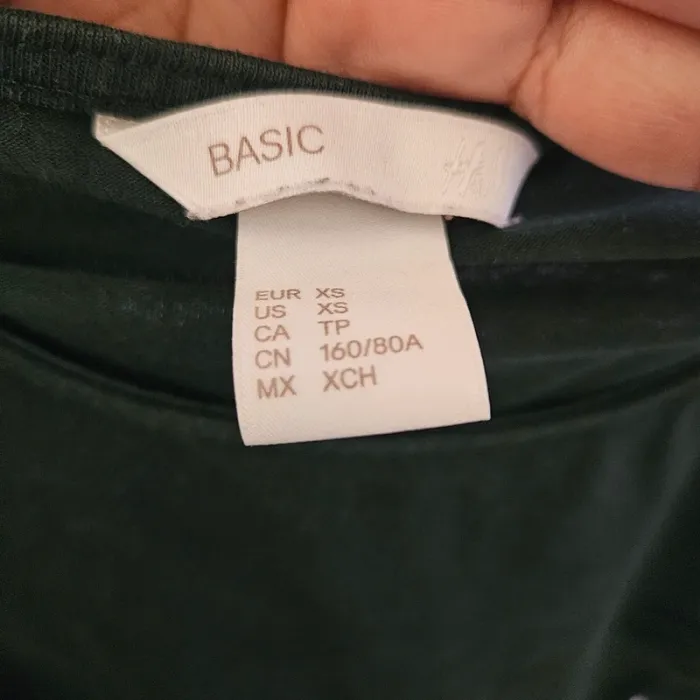 BASIC
EUR XS
US XS
CA TP
CN 160/80A
MX XCH